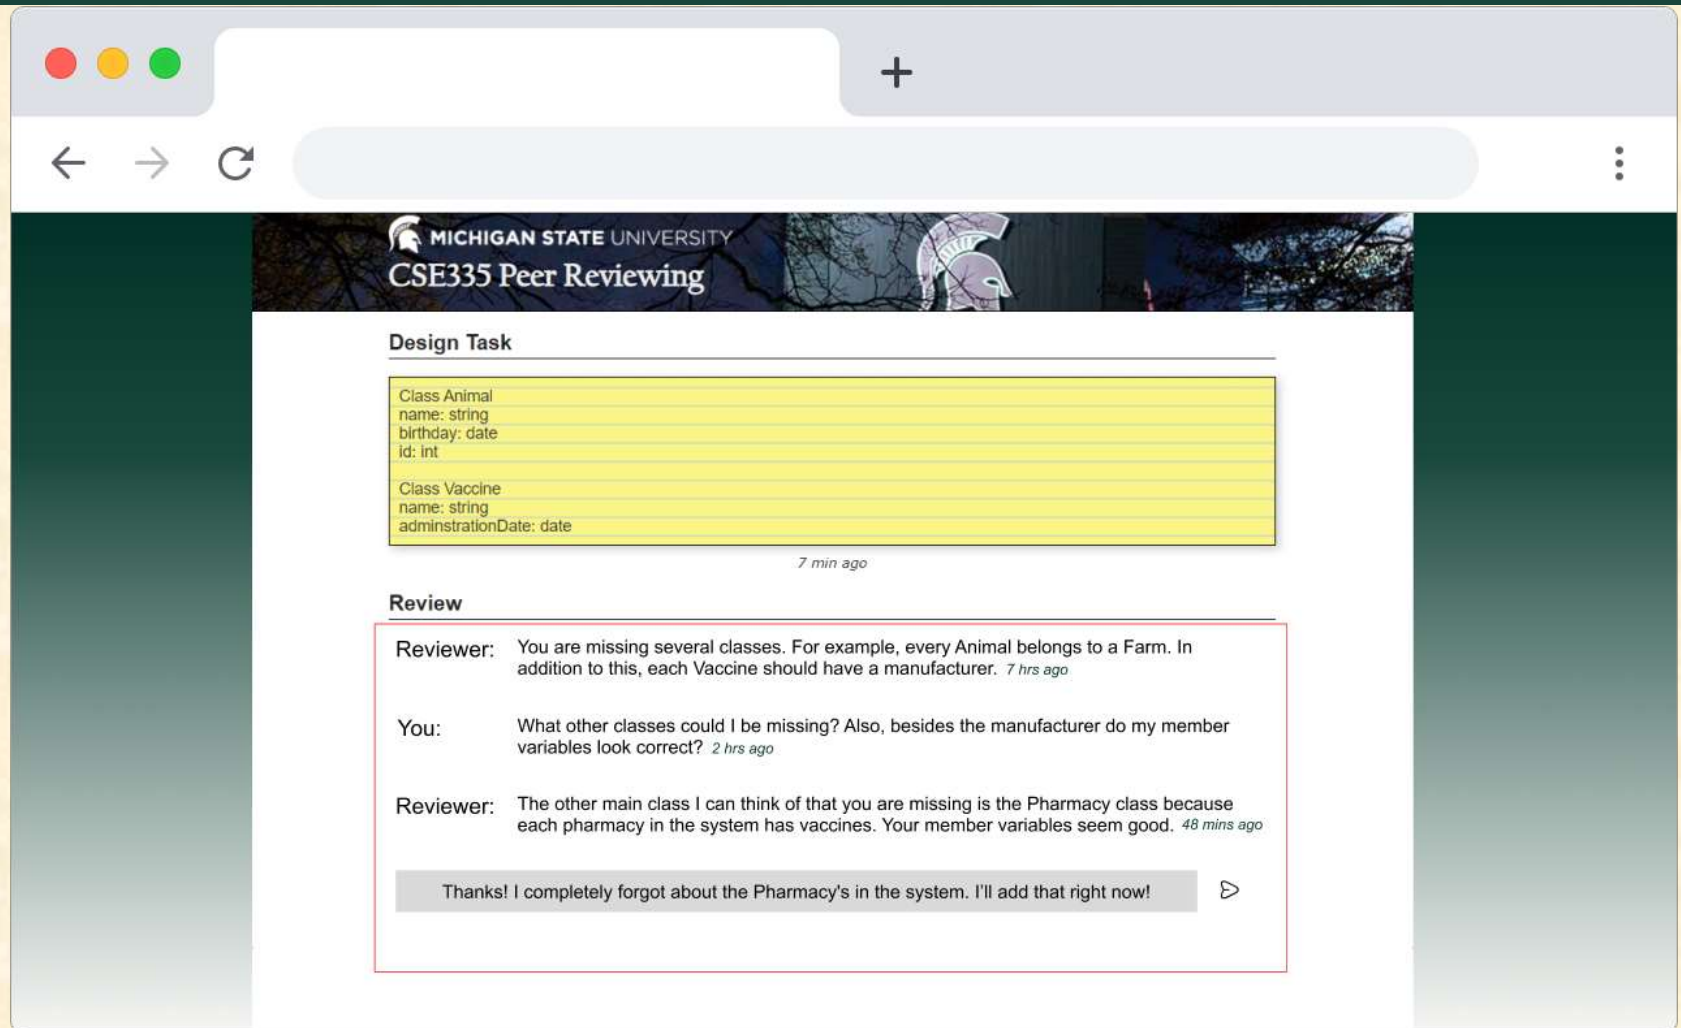 MICHIGAN STATE UNIVERSITY
CSE335 Peer Reviewing
Design Task
Class Animal
name: string
birthday: date
id: int
Class Vaccine
name: string
adminstrationDate: date
7 min ago
Review
Reviewer: You are missing several classes. For example, every Animal belongs to a Farm. In
addition to this, each Vaccine should have a manufacturer. 7 hrs ago
You: What other classes could I be missing? Also, besides the manufacturer do my member
variables look correct? 2 hrs ago
Reviewer: The other main class I can think of that you are missing is the Pharmacy class because
each pharmacy in the system has vaccines. Your member variables seem good. 48 mins ago
Thanks! I completely forgot about the Pharmacy's in the system. I'll add that right now!